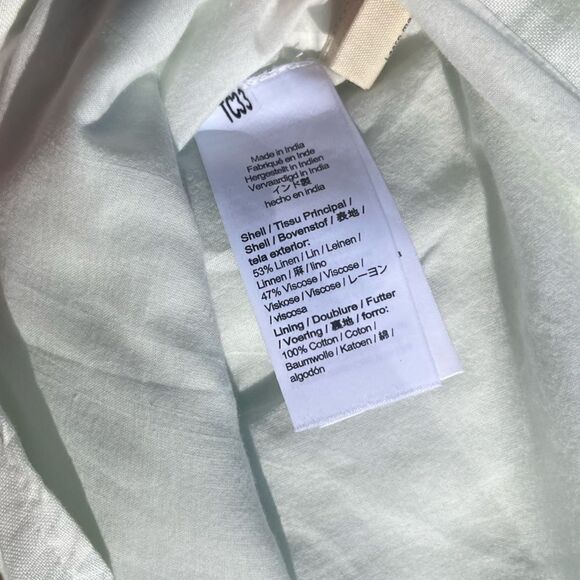 TC33
Made in India
Fabriqué en Inde
Hergestellt in Indien
Vervaardigd in India
インド製
hecho en india
Shell / Tissu Principal /
Shell / Bovenstof / 表地 /
tela exterior:
53% Linen / Lin / Leinen /
Linnen / 麻 / lino
47% Viscose / Viscose /
Viskose / Viscose / レーヨン
/ viscosa
Lining / Doublure / Futter
/ Voering / 裏地 / forro:
100% Cotton / Coton /
Baumwolle / Katoen / 綿 /
algodón